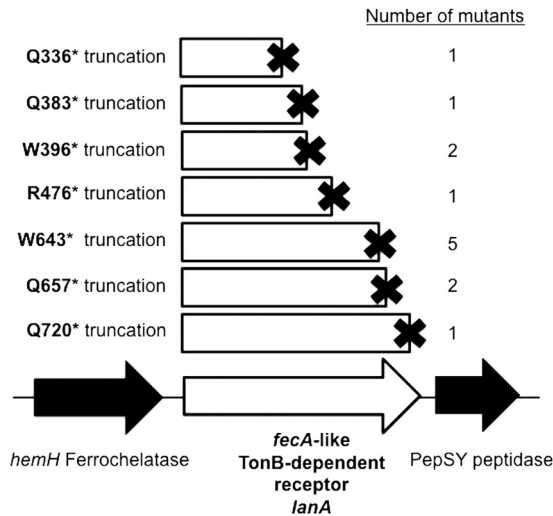 Number of mutants
Q336* truncation 1
Q383* truncation 1
W396* truncation 2
R476* truncation 1
W643* truncation 5
Q657* truncation 2
Q720* truncation 1
hemH Ferrochelatase
fecA-like
TonB-dependent
receptor
lanA
PepSY peptidase